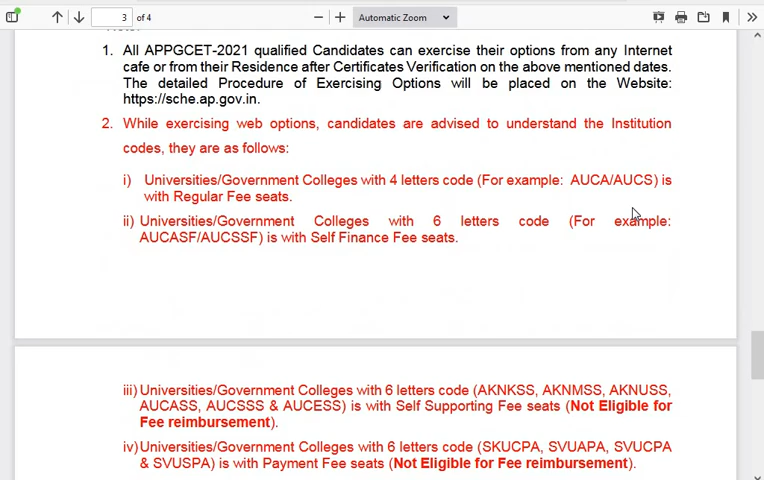 3 of 4
Automatic Zoom
1. All APPGCET-2021 qualified Candidates can exercise their options from any Internet
cafe or from their Residence after Certificates Verification on the above mentioned dates.
The detailed Procedure of Exercising Options will be placed on the Website:
https://sche.ap.gov.in.
2. While exercising web options, candidates are advised to understand the Institution
codes, they are as follows:
i) Universities/Government Colleges with 4 letters code (For example: AUCA/AUCS) is
with Regular Fee seats.
ii) Universities/Government Colleges with 6 letters code (For example:
AUCASF/AUCSSF) is with Self Finance Fee seats.
iii) Universities/Government Colleges with 6 letters code (AKNKSS, AKNMSS, AKNUSS,
AUCASS, AUCSSS & AUCESS) is with Self Supporting Fee seats (Not Eligible for
Fee reimbursement).
iv) Universities/Government Colleges with 6 letters code (SKUCPA, SVUAPA, SVUCPA
& SVUSPA) is with Payment Fee seats (Not Eligible for Fee reimbursement).